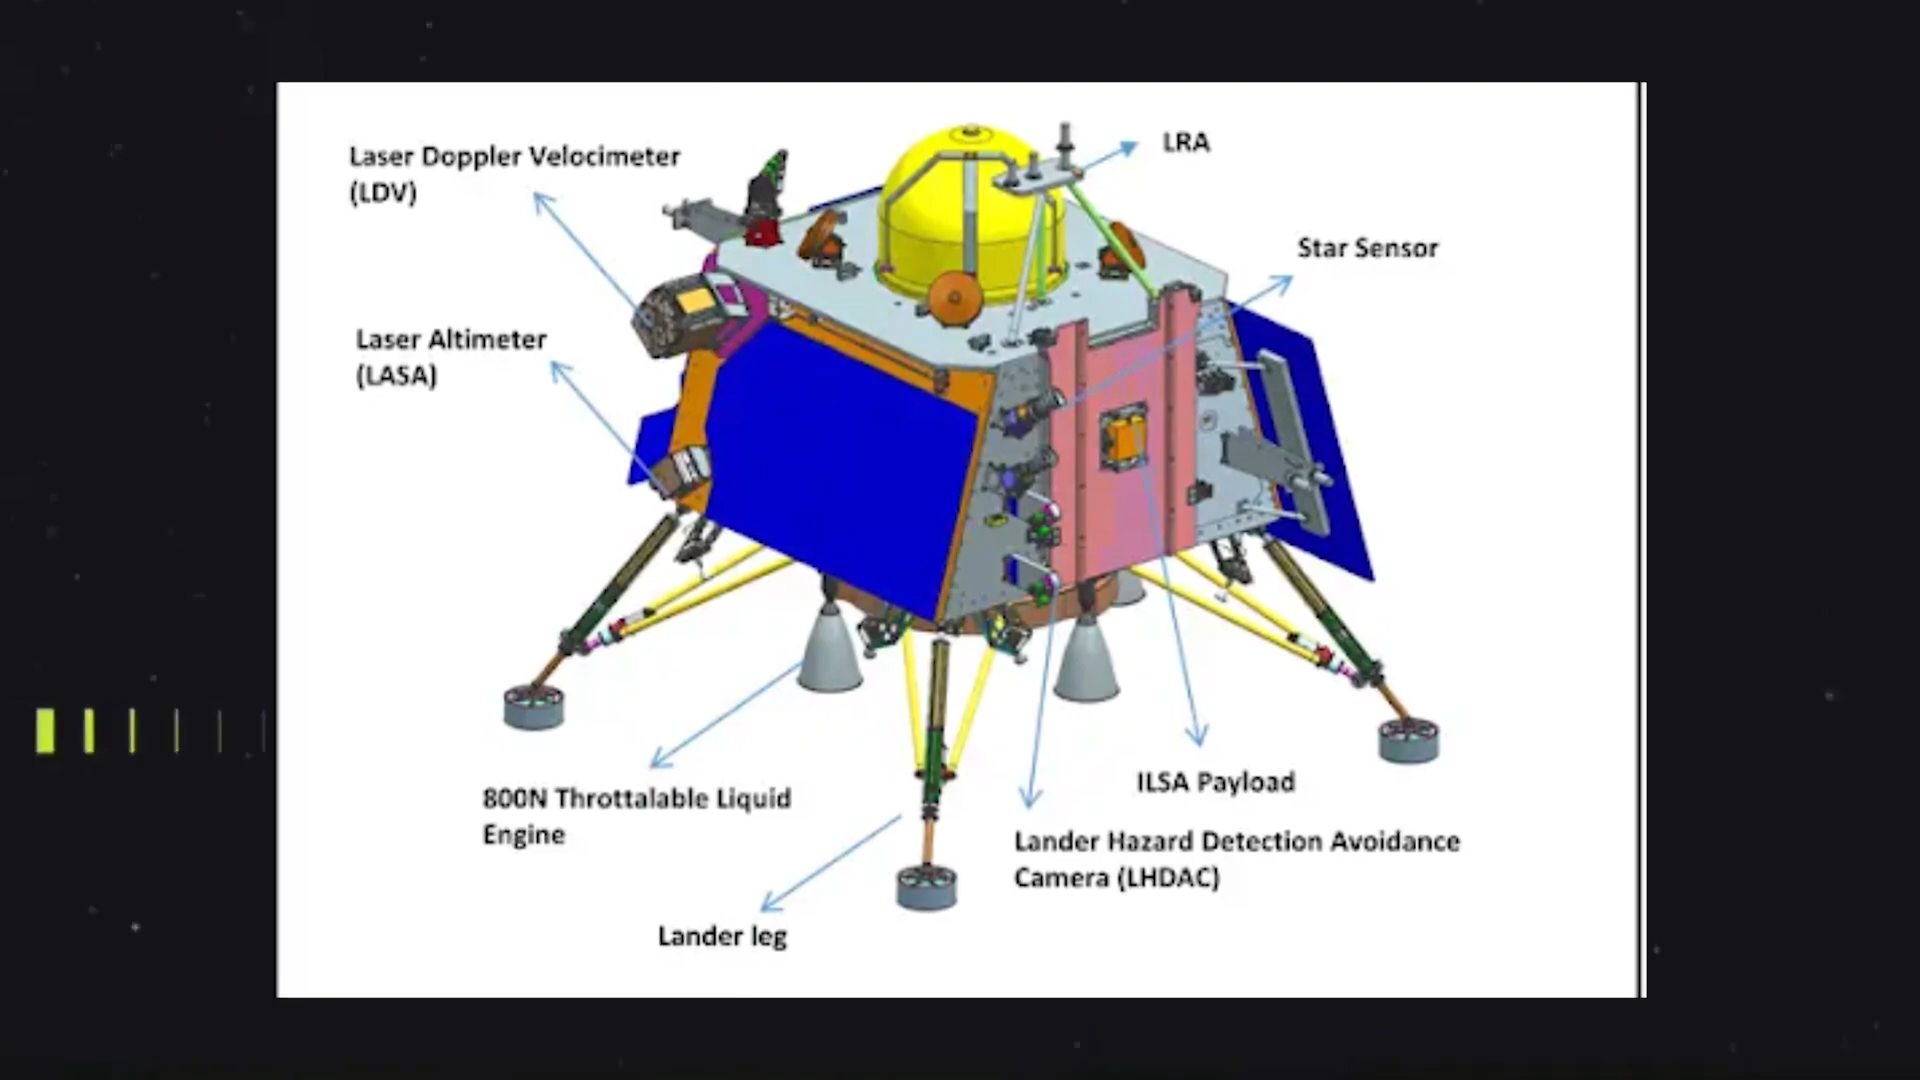 Laser Doppler Velocimeter
(LDV)
LRA
Star Sensor
Laser Altimeter
(LASA)
800N Throttalable Liquid
Engine
ILSA Payload
Lander Hazard Detection Avoidance
Camera (LHDAC)
Lander leg